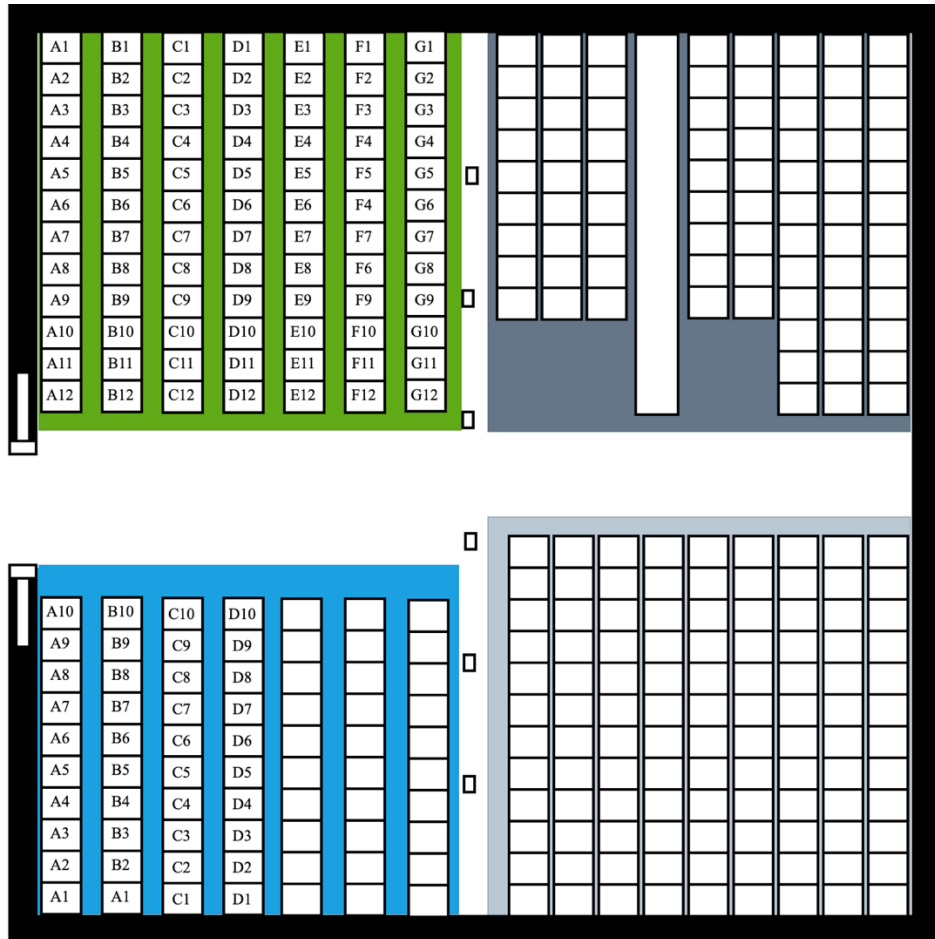 A1 B1 C1 D1 E1 F1 G1
A2 B2 C2 D2 E2 F2 G2
A3 B3 C3 D3 E3 F3 G3
A4 B4 C4 D4 E4 F4 G4
A5 B5 C5 D5 E5 F5 G5
A6 B6 C6 D6 E6 F4 G6
A7 B7 C7 D7 E7 F7 G7
A8 B8 C8 D8 E8 F6 G8
A9 B9 C9 D9 E9 F9 G9
A10 B10 C10 D10 E10 F10 G10
A11 B11 C11 D11 E11 F11 G11
A12 B12 C12 D12 E12 F12 G12
A10 B10 C10 D10
A9 B9 C9 D9
A8 B8 C8 D8
A7 B7 C7 D7
A6 B6 C6 D6
A5 B5 C5 D5
A4 B4 C4 D4
A3 B3 C3 D3
A2 B2 C2 D2
A1 A1 C1 D1